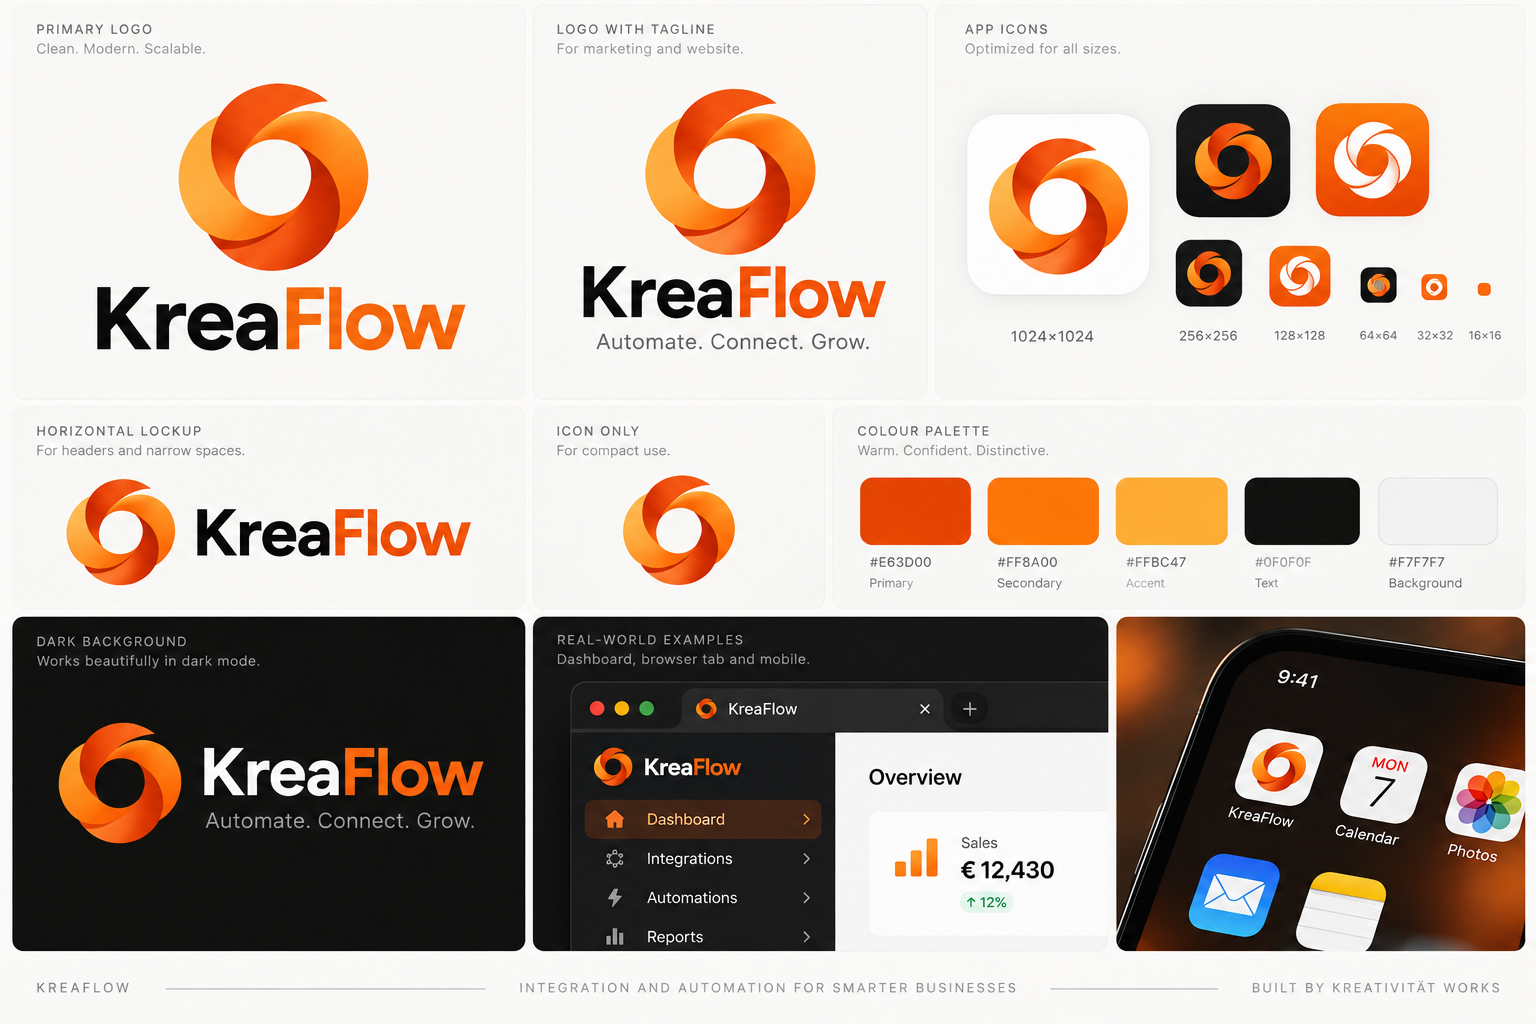 PRIMARY LOGO
Clean. Modern. Scalable.
KreaFlow
LOGO WITH TAGLINE
For marketing and website.
KreaFlow
Automate. Connect. Grow.
APP ICONS
Optimized for all sizes.
1024×1024
256×256
128×128
64×64
32×32
16×16
HORIZONTAL LOCKUP
For headers and narrow spaces.
KreaFlow
ICON ONLY
For compact use.
COLOUR PALETTE
Warm. Confident. Distinctive.
#E63D00
Primary
#FF8A00
Secondary
#FFBC47
Accent
#0F0F0F
Text
#F7F7F7
Background
DARK BACKGROUND
Works beautifully in dark mode.
KreaFlow
Automate. Connect. Grow.
REAL-WORLD EXAMPLES
Dashboard, browser tab and mobile.
KreaFlow
KreaFlow
Dashboard
Integrations
Automations
Reports
Overview
Sales
€ 12,430
↑ 12%
9:41
KreaFlow
MON
7
Calendar
Photos
KREAFLOW
INTEGRATION AND AUTOMATION FOR SMARTER BUSINESSES
BUILT BY KREATIVITÄT WORKS